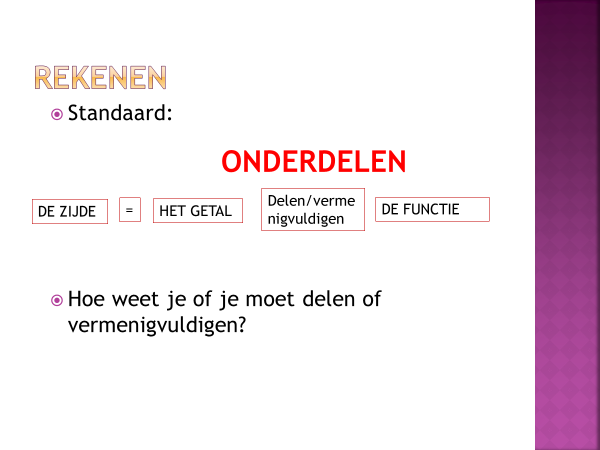 REKENEN
Standaard:
ONDERDELEN
DE ZIJDE = HET GETAL Delen/verme
nigvuldigen DE FUNCTIE
Hoe weet je of je moet delen of
vermenigvuldigen?